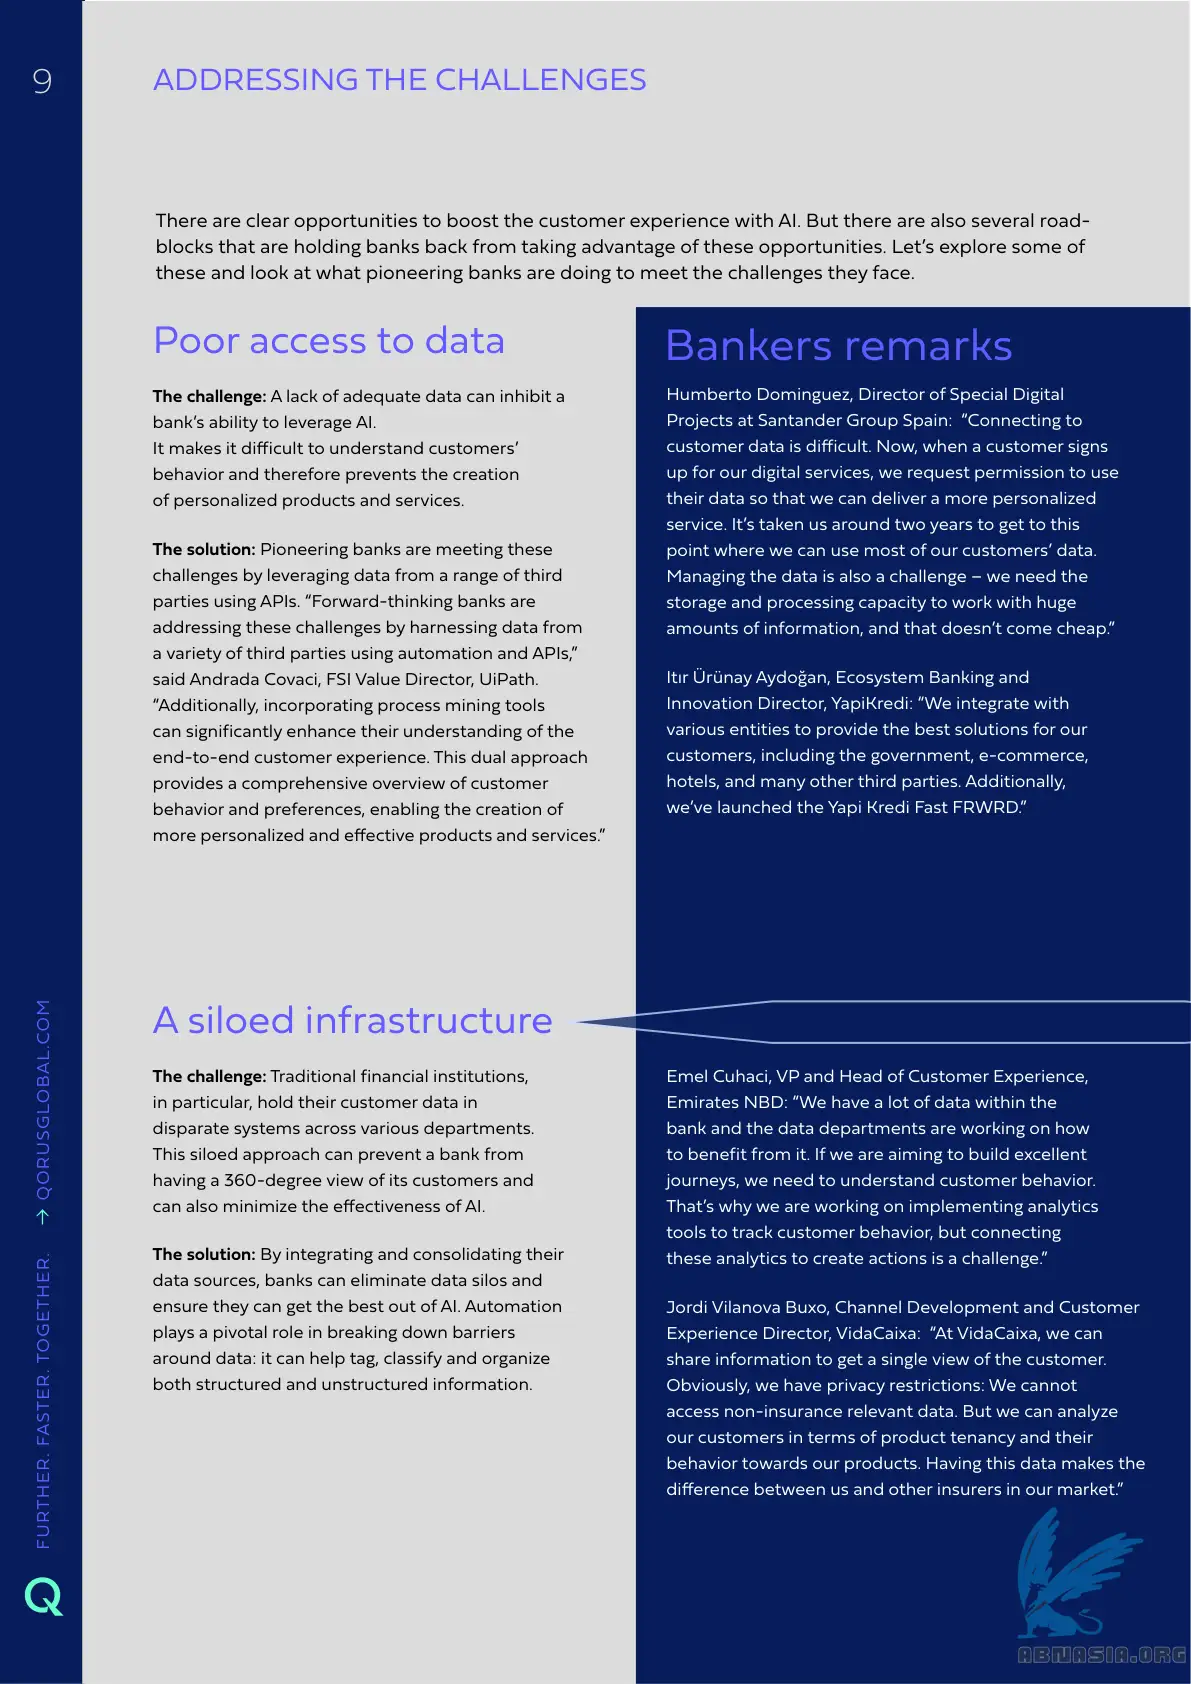 9
ADDRESSING THE CHALLENGES
There are clear opportunities to boost the customer experience with AI. But there are also several road-
blocks that are holding banks back from taking advantage of these opportunities. Let’s explore some of
these and look at what pioneering banks are doing to meet the challenges they face.
Poor access to data
The challenge: A lack of adequate data can inhibit a
bank’s ability to leverage AI.
It makes it difficult to understand customers’
behavior and therefore prevents the creation
of personalized products and services.
The solution: Pioneering banks are meeting these
challenges by leveraging data from a range of third
parties using APIs. “Forward-thinking banks are
addressing these challenges by harnessing data from
a variety of third parties using automation and APIs,”
said Andrada Covaci, FSI Value Director, UiPath.
“Additionally, incorporating process mining tools
can significantly enhance their understanding of the
end-to-end customer experience. This dual approach
provides a comprehensive overview of customer
behavior and preferences, enabling the creation of
more personalized and effective products and services.”
Bankers remarks
Humberto Dominguez, Director of Special Digital
Projects at Santander Group Spain:  “Connecting to
customer data is difficult. Now, when a customer signs
up for our digital services, we request permission to use
their data so that we can deliver a more personalized
service. It’s taken us around two years to get to this
point where we can use most of our customers’ data.
Managing the data is also a challenge – we need the
storage and processing capacity to work with huge
amounts of information, and that doesn’t come cheap.”
Itır Ürünay Aydoğan, Ecosystem Banking and
Innovation Director, YapiKredi: “We integrate with
various entities to provide the best solutions for our
customers, including the government, e-commerce,
hotels, and many other third parties. Additionally,
we’ve launched the Yapi Kredi Fast FRWRD.”
A siloed infrastructure
The challenge: Traditional financial institutions,
in particular, hold their customer data in
disparate systems across various departments.
This siloed approach can prevent a bank from
having a 360-degree view of its customers and
can also minimize the effectiveness of AI.
The solution: By integrating and consolidating their
data sources, banks can eliminate data silos and
ensure they can get the best out of AI. Automation
plays a pivotal role in breaking down barriers
around data: it can help tag, classify and organize
both structured and unstructured information.
Emel Cuhaci, VP and Head of Customer Experience,
Emirates NBD: “We have a lot of data within the
bank and the data departments are working on how
to benefit from it. If we are aiming to build excellent
journeys, we need to understand customer behavior.
That’s why we are working on implementing analytics
tools to track customer behavior, but connecting
these analytics to create actions is a challenge.”
Jordi Vilanova Buxo, Channel Development and Customer
Experience Director, VidaCaixa:  “At VidaCaixa, we can
share information to get a single view of the customer.
Obviously, we have privacy restrictions: We cannot
access non-insurance relevant data. But we can analyze
our customers in terms of product tenancy and their
behavior towards our products. Having this data makes the
difference between us and other insurers in our market.”
FURTHER. FASTER. TOGETHER. → QORUSGLOBAL.COM
Q
ABNASIA.ORG